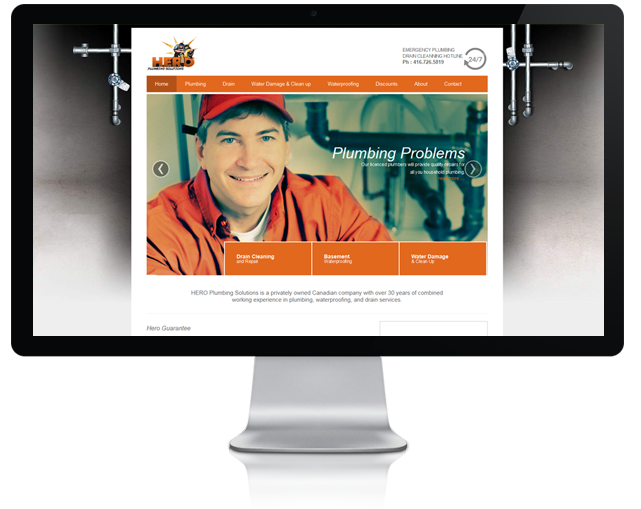 HERO
PLUMBING SOLUTIONS
EMERGENCY PLUMBING
DRAIN CLEANNING HOTLINE
Ph : 416.726.5819
24/7
Home Plumbing Drain Water Damage & Clean up Waterproofing Discounts About Contact
Plumbing Problems
Our licenced plumbers will provide quality repairs for
all you household plumbing.
Drain Cleaning
and Repair
Basement
Waterproofing
Water Damage
& Clean Up
HERO Plumbing Solutions is a privately owned Canadian company with over 30 years of combined
working experience in plumbing, waterproofing, and drain services.
Hero Guarantee